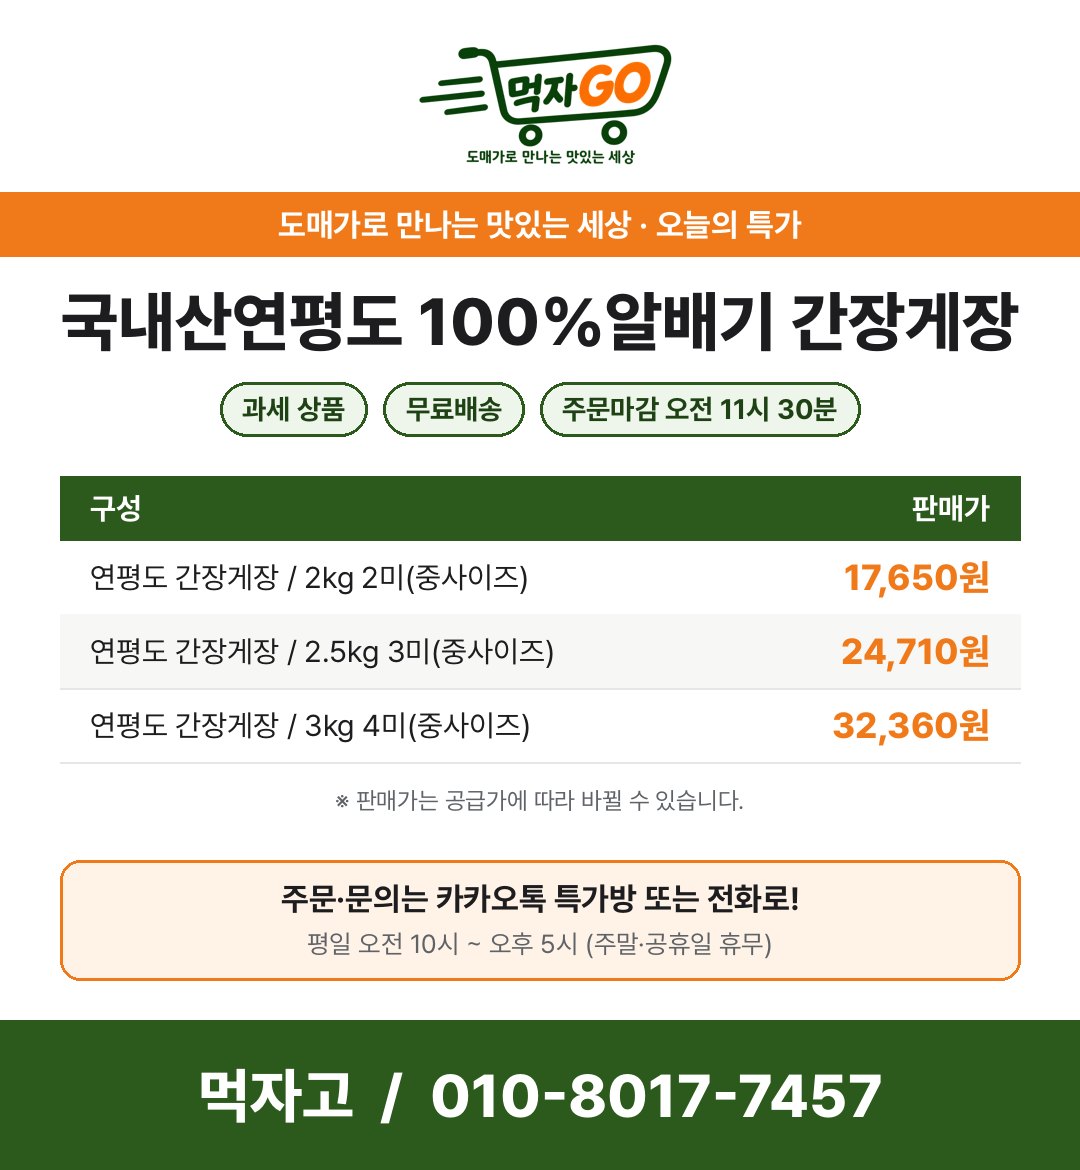 먹자GO
도매가로 만나는 맛있는 세상
도매가로 만나는 맛있는 세상 · 오늘의 특가
국내산연평도 100%알배기 간장게장
과세 상품 무료배송 주문마감 오전 11시 30분
구성 판매가
연평도 간장게장 / 2kg 2미(중사이즈) 17,650원
연평도 간장게장 / 2.5kg 3미(중사이즈) 24,710원
연평도 간장게장 / 3kg 4미(중사이즈) 32,360원
※ 판매가는 공급가에 따라 바뀔 수 있습니다.
주문·문의는 카카오톡 특가방 또는 전화로!
평일 오전 10시 ~ 오후 5시 (주말·공휴일 휴무)
먹자고 / 010-8017-7457